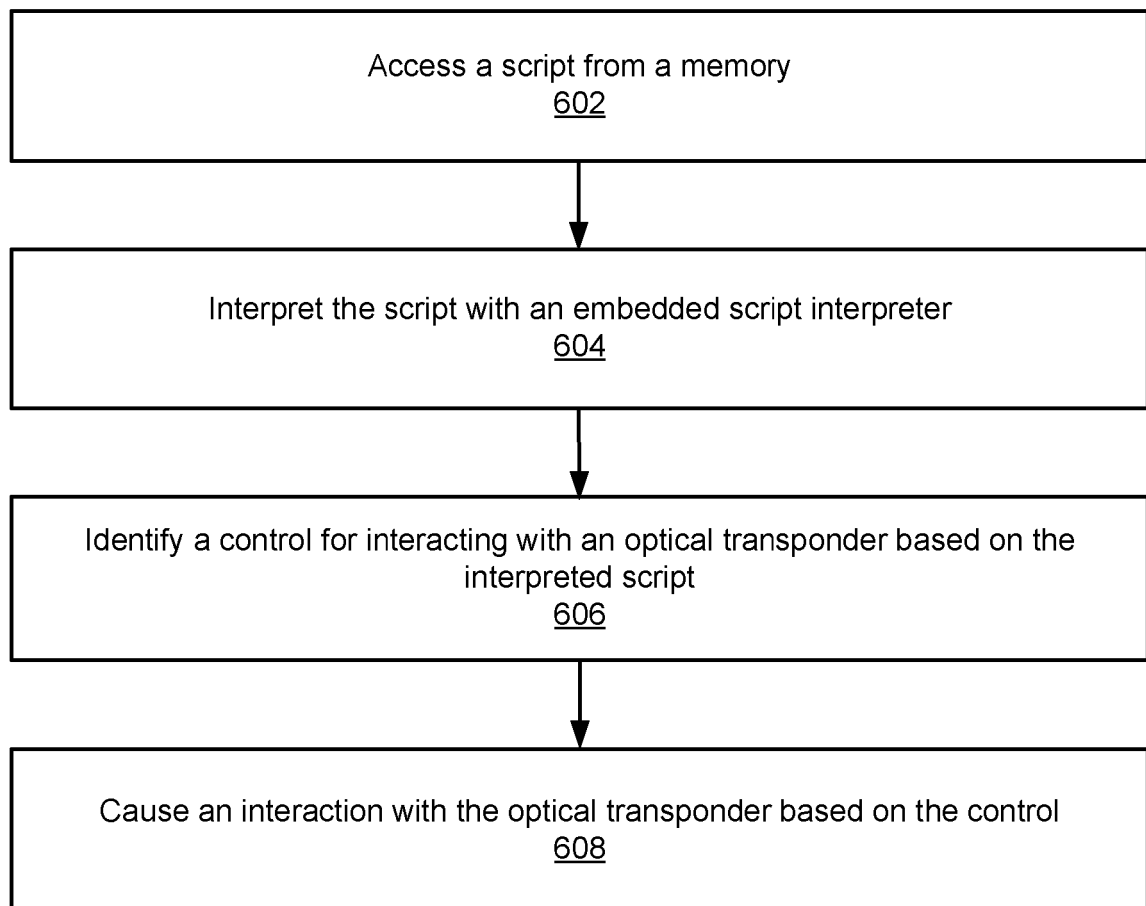 Access a script from a memory
602
Interpret the script with an embedded script interpreter
604
Identify a control for interacting with an optical transponder based on the
interpreted script
606
Cause an interaction with the optical transponder based on the control
608